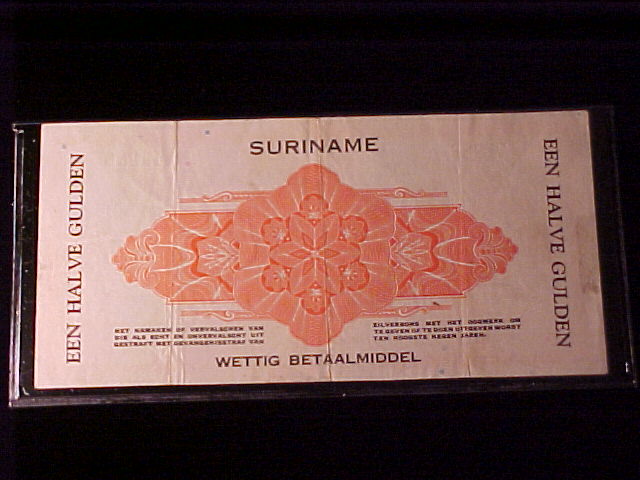 SURINAME
EEN HALVE GULDEN
EEN HALVE GULDEN
HET NAMAKEN OF VERVALSCHEN VAN
DIE ALS ECHT EN ONVERVALSCHT UIT
GESTRAFT MET GEVANGENISSTRAF VAN
ZILVERBONS MET HET OOGMERK OM
TE GEVEN OF TE DOEN UITGEVEN WORDT
TEN HOOGSTE NEGEN JAREN.
WETTIG BETAALMIDDEL